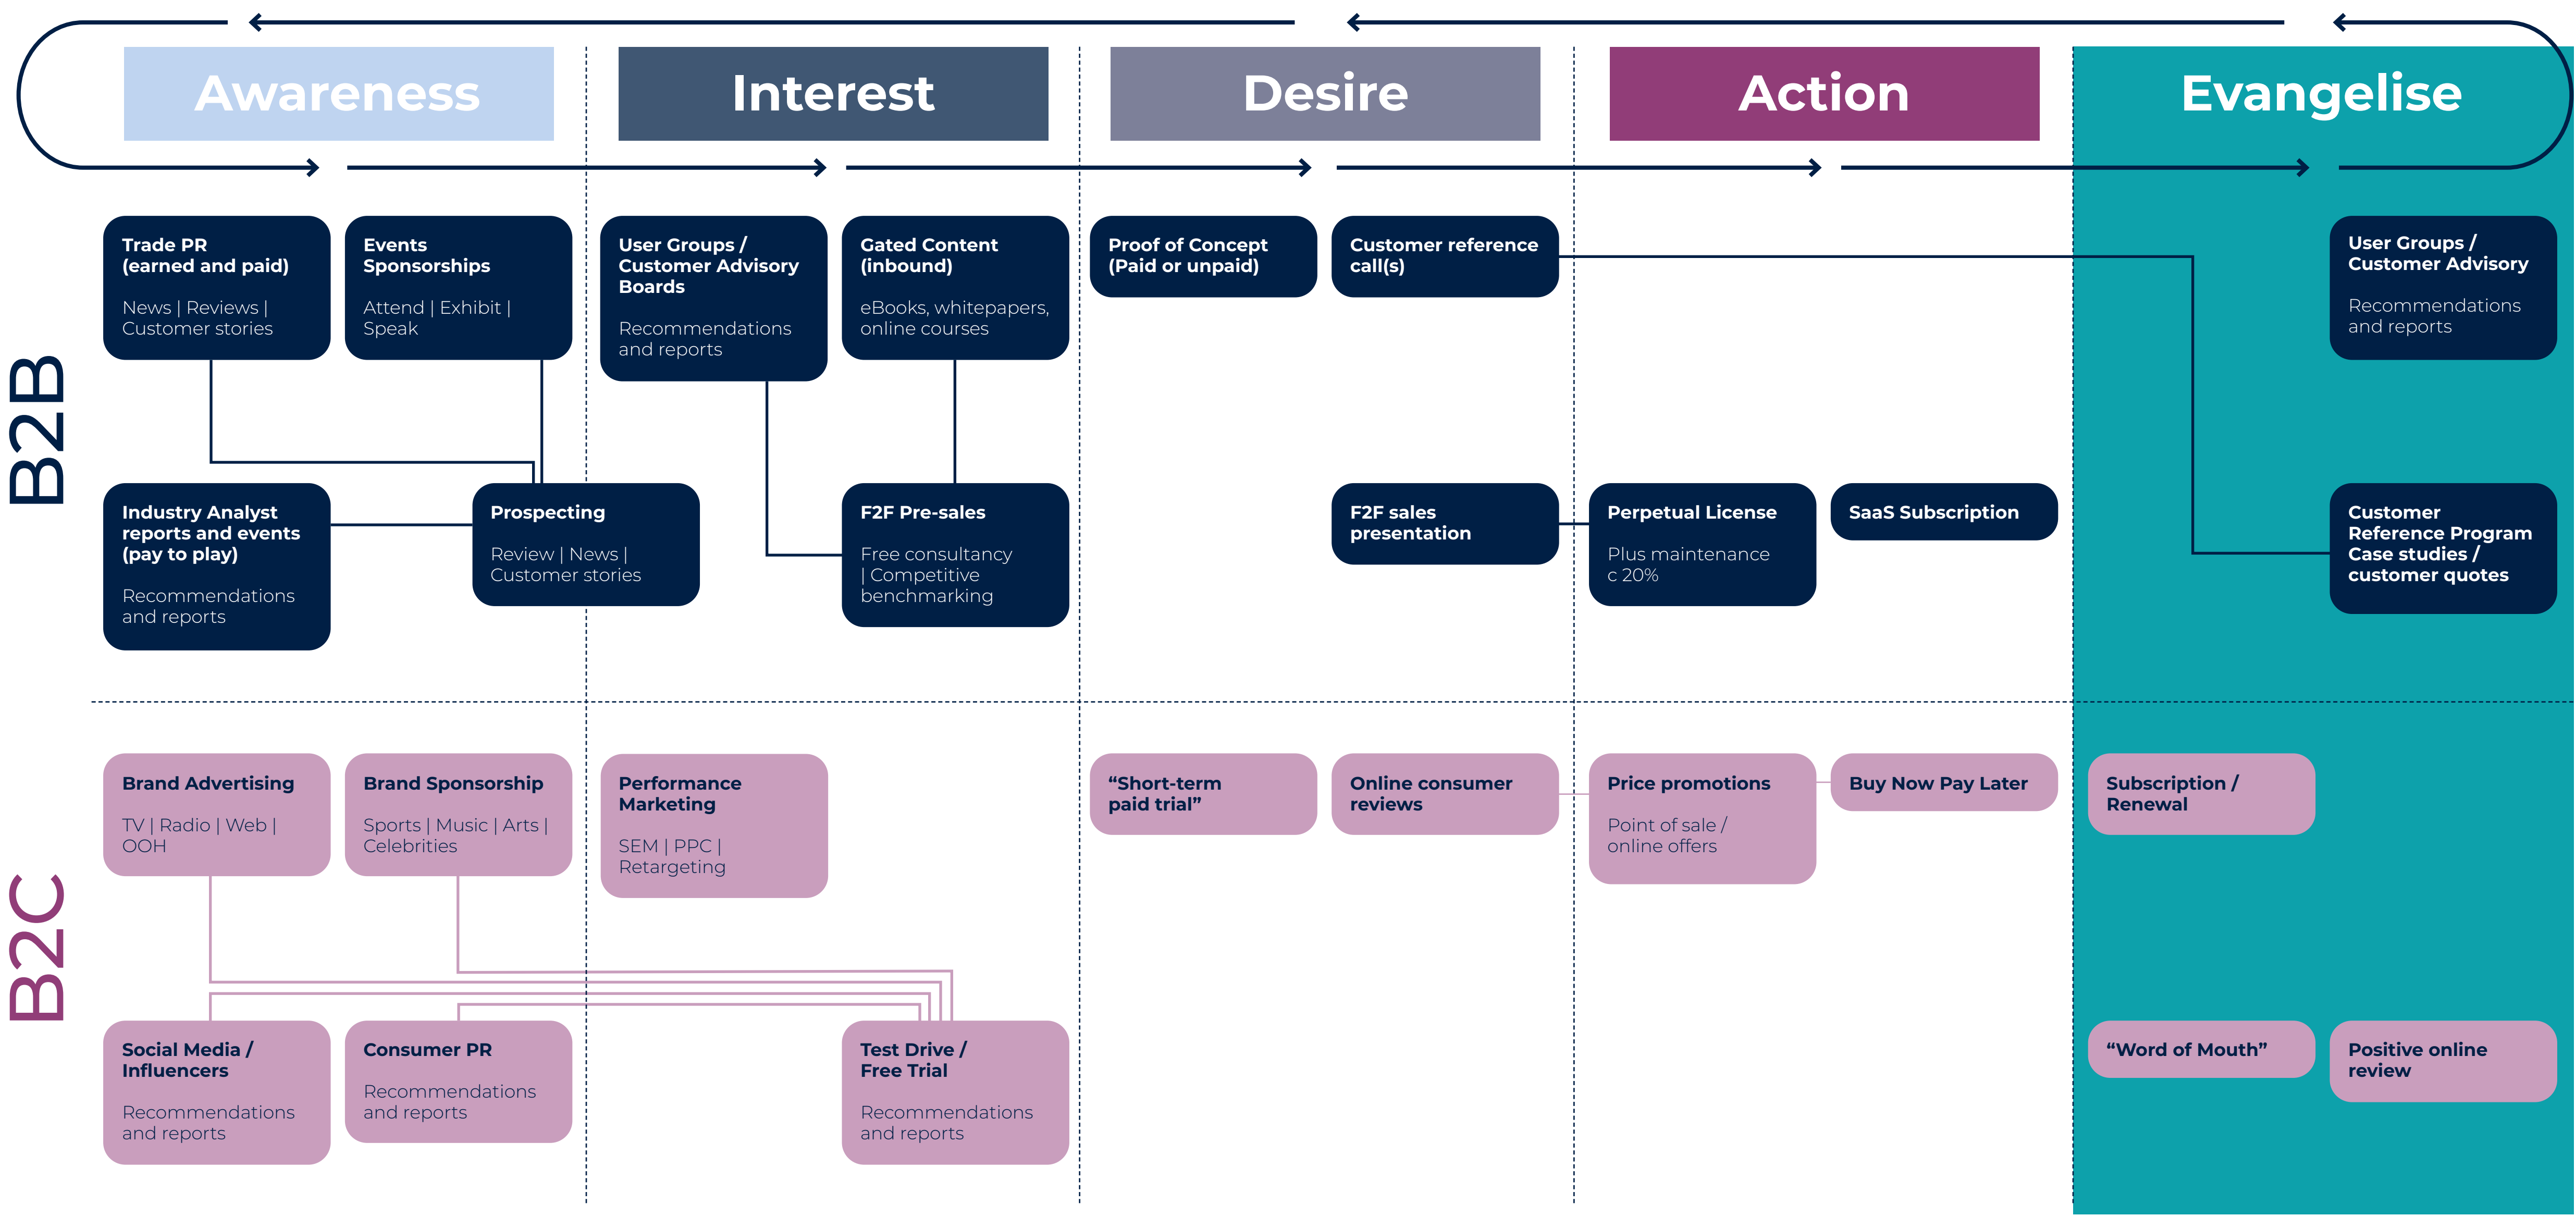 Awareness
Interest
Desire
Action
Evangelise
B2B
Trade PR
(earned and paid)
News | Reviews |
Customer stories
Events
Sponsorships
Attend | Exhibit |
Speak
User Groups /
Customer Advisory
Boards
Recommendations
and reports
Gated Content
(inbound)
eBooks, whitepapers,
online courses
Proof of Concept
(Paid or unpaid)
Customer reference
call(s)
User Groups /
Customer Advisory
Recommendations
and reports
Industry Analyst
reports and events
(pay to play)
Recommendations
and reports
Prospecting
Review | News |
Customer stories
F2F Pre-sales
Free consultancy
| Competitive
benchmarking
F2F sales
presentation
Perpetual License
Plus maintenance
c 20%
SaaS Subscription
Customer
Reference Program
Case studies /
customer quotes
B2C
Brand Advertising
TV | Radio | Web |
OOH
Brand Sponsorship
Sports | Music | Arts |
Celebrities
Performance
Marketing
SEM | PPC |
Retargeting
“Short-term
paid trial”
Online consumer
reviews
Price promotions
Point of sale /
online offers
Buy Now Pay Later
Subscription /
Renewal
Social Media /
Influencers
Recommendations
and reports
Consumer PR
Recommendations
and reports
Test Drive /
Free Trial
Recommendations
and reports
“Word of Mouth”
Positive online
review